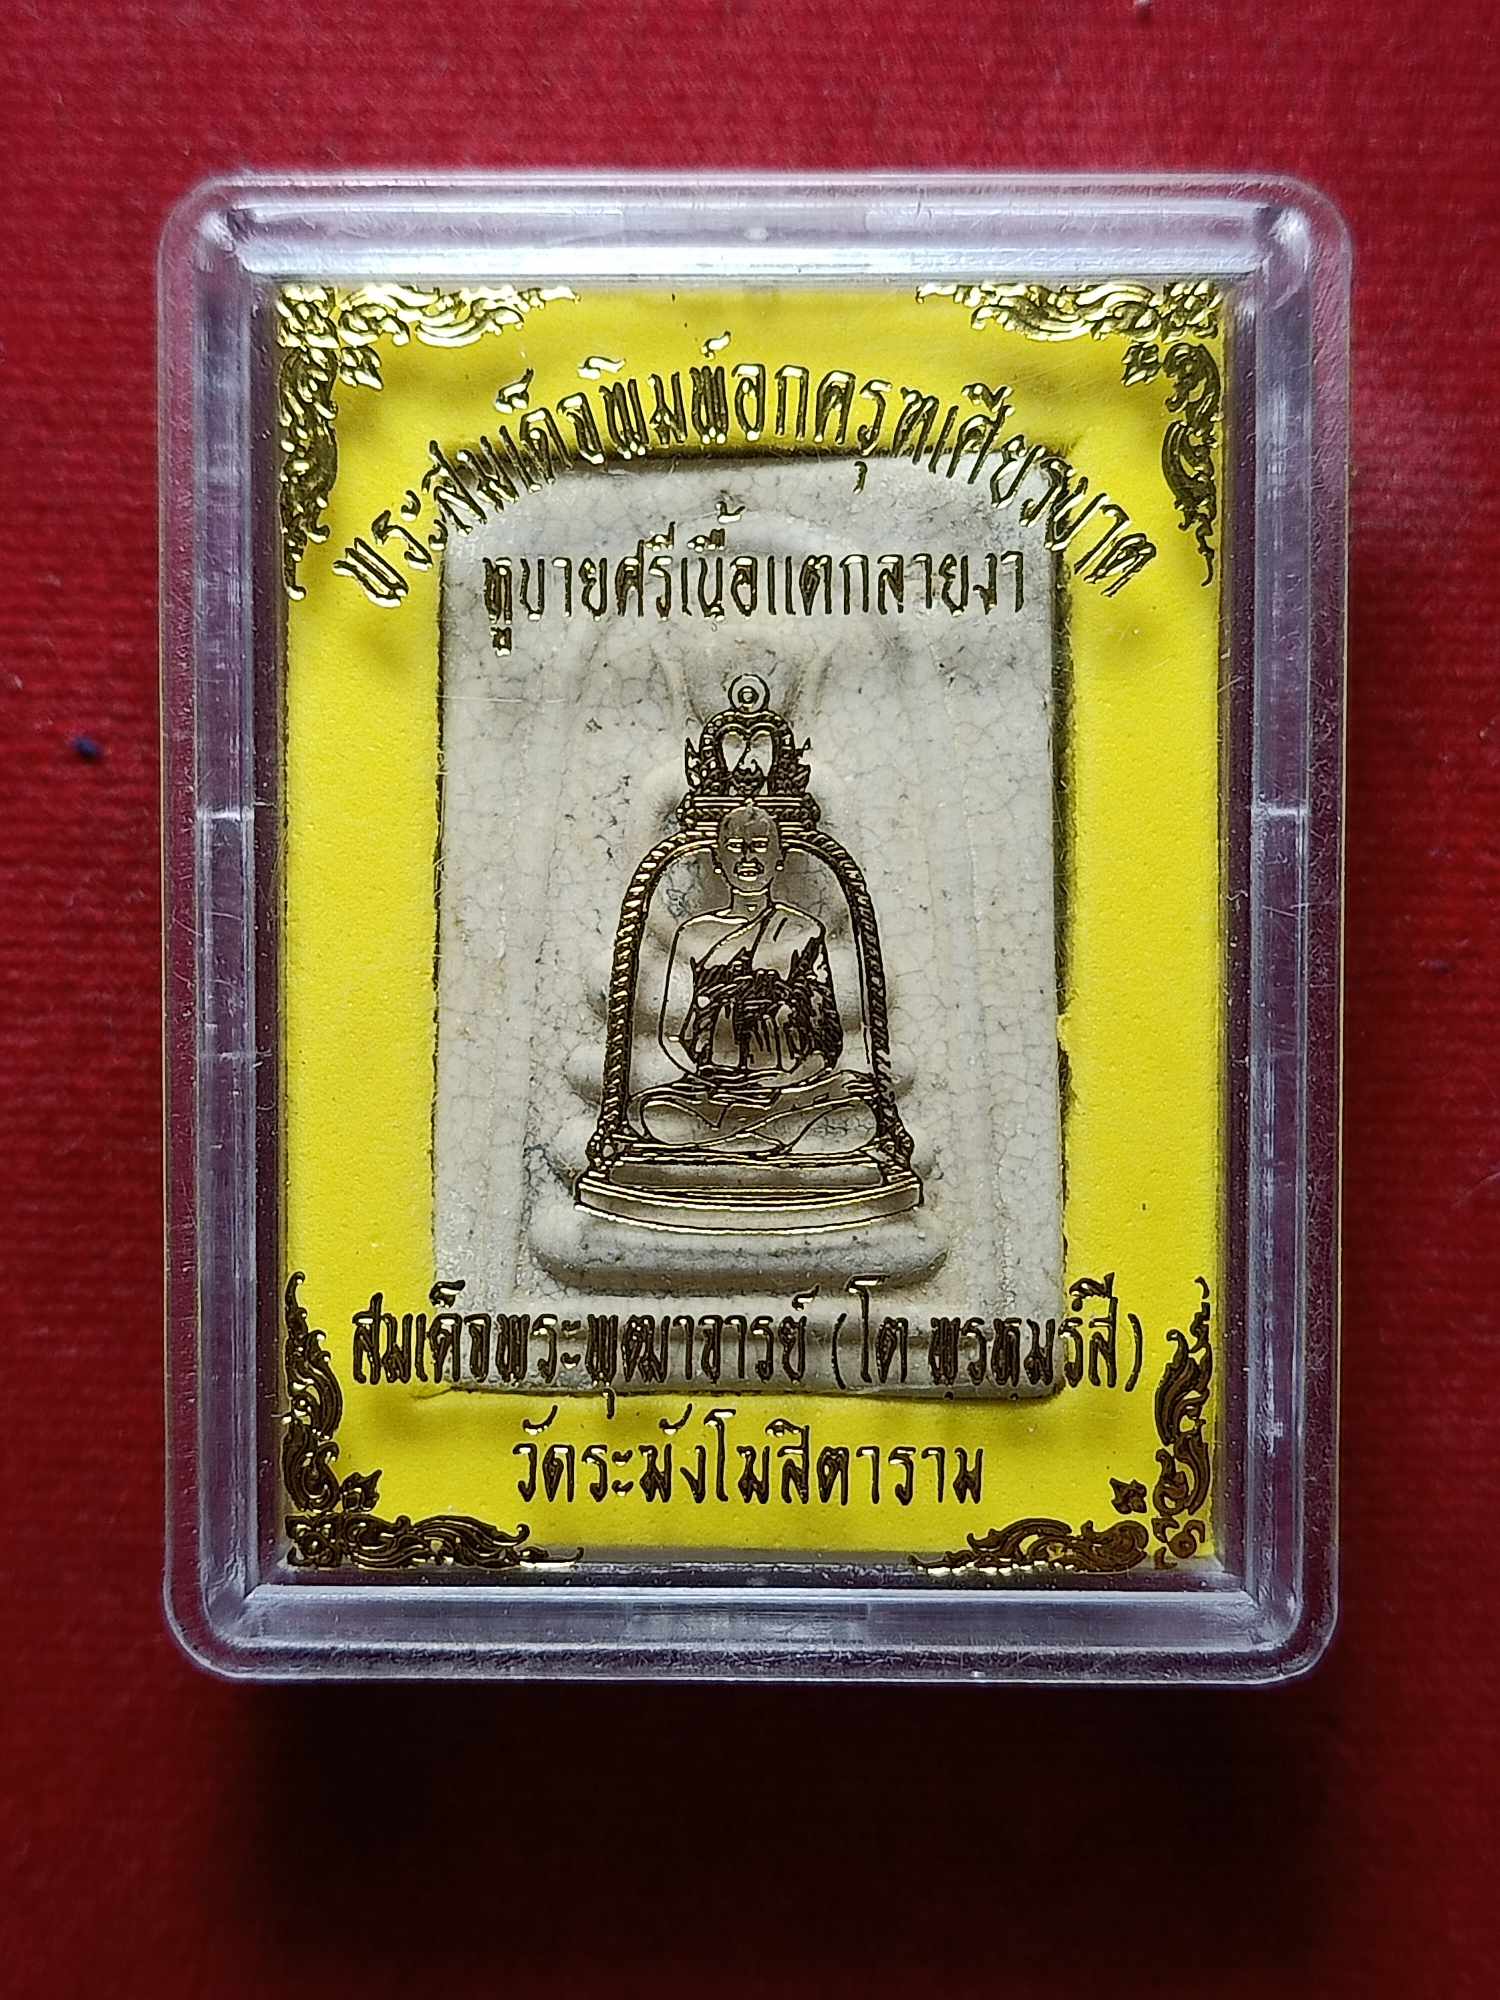 พระสมเด็จพิมพ์อกครุฑเศียรบาต
หูบายศรีเนื้อแตกลายงา
สมเด็จพระพุฒาจารย์ (โต พฺรหฺมรํสี)
วัดระฆังโฆสิตาราม